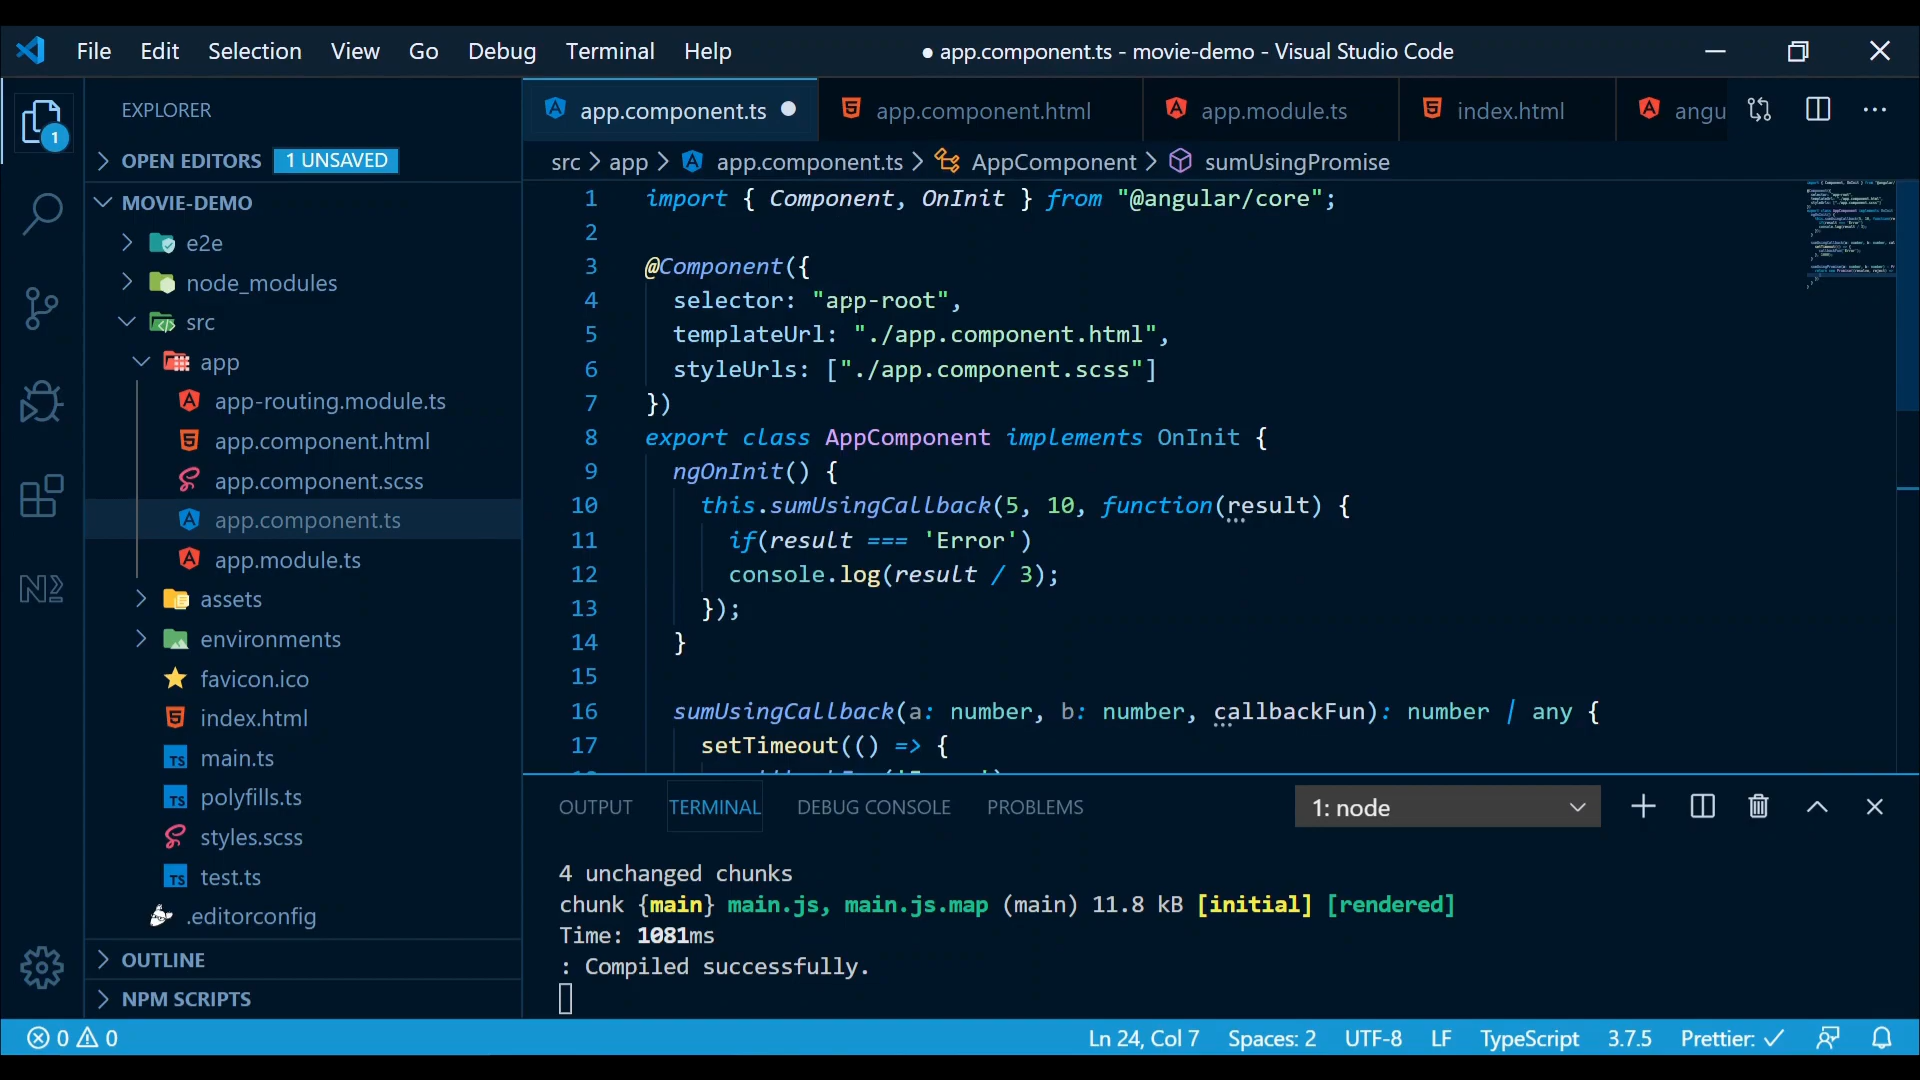 File Edit Selection View Go Debug Terminal Help
● app.component.ts - movie-demo - Visual Studio Code
EXPLORER
1
OPEN EDITORS 1 UNSAVED
MOVIE-DEMO
e2e
node_modules
src
app
app-routing.module.ts
app.component.html
app.component.scss
app.component.ts
app.module.ts
assets
environments
favicon.ico
index.html
main.ts
polyfills.ts
styles.scss
test.ts
.editorconfig
OUTLINE
NPM SCRIPTS
app.component.ts ● app.component.html app.module.ts index.html angu
src > app > app.component.ts > AppComponent > sumUsingPromise
1 import { Component, OnInit } from "@angular/core";
2
3 @Component({
4 selector: "app-root",
5 templateUrl: "./app.component.html",
6 styleUrls: ["./app.component.scss"]
7 })
8 export class AppComponent implements OnInit {
9 ngOnInit() {
10 this.sumUsingCallback(5, 10, function(result) {
11 if(result === 'Error')
12 console.log(result / 3);
13 });
14 }
15
16 sumUsingCallback(a: number, b: number, callbackFun): number | any {
17 setTimeout(() => {
OUTPUT TERMINAL DEBUG CONSOLE PROBLEMS 1: node
4 unchanged chunks
chunk {main} main.js, main.js.map (main) 11.8 kB [initial] [rendered]
Time: 1081ms
: Compiled successfully.
0 0 Ln 24, Col 7 Spaces: 2 UTF-8 LF TypeScript 3.7.5 Prettier: ✓